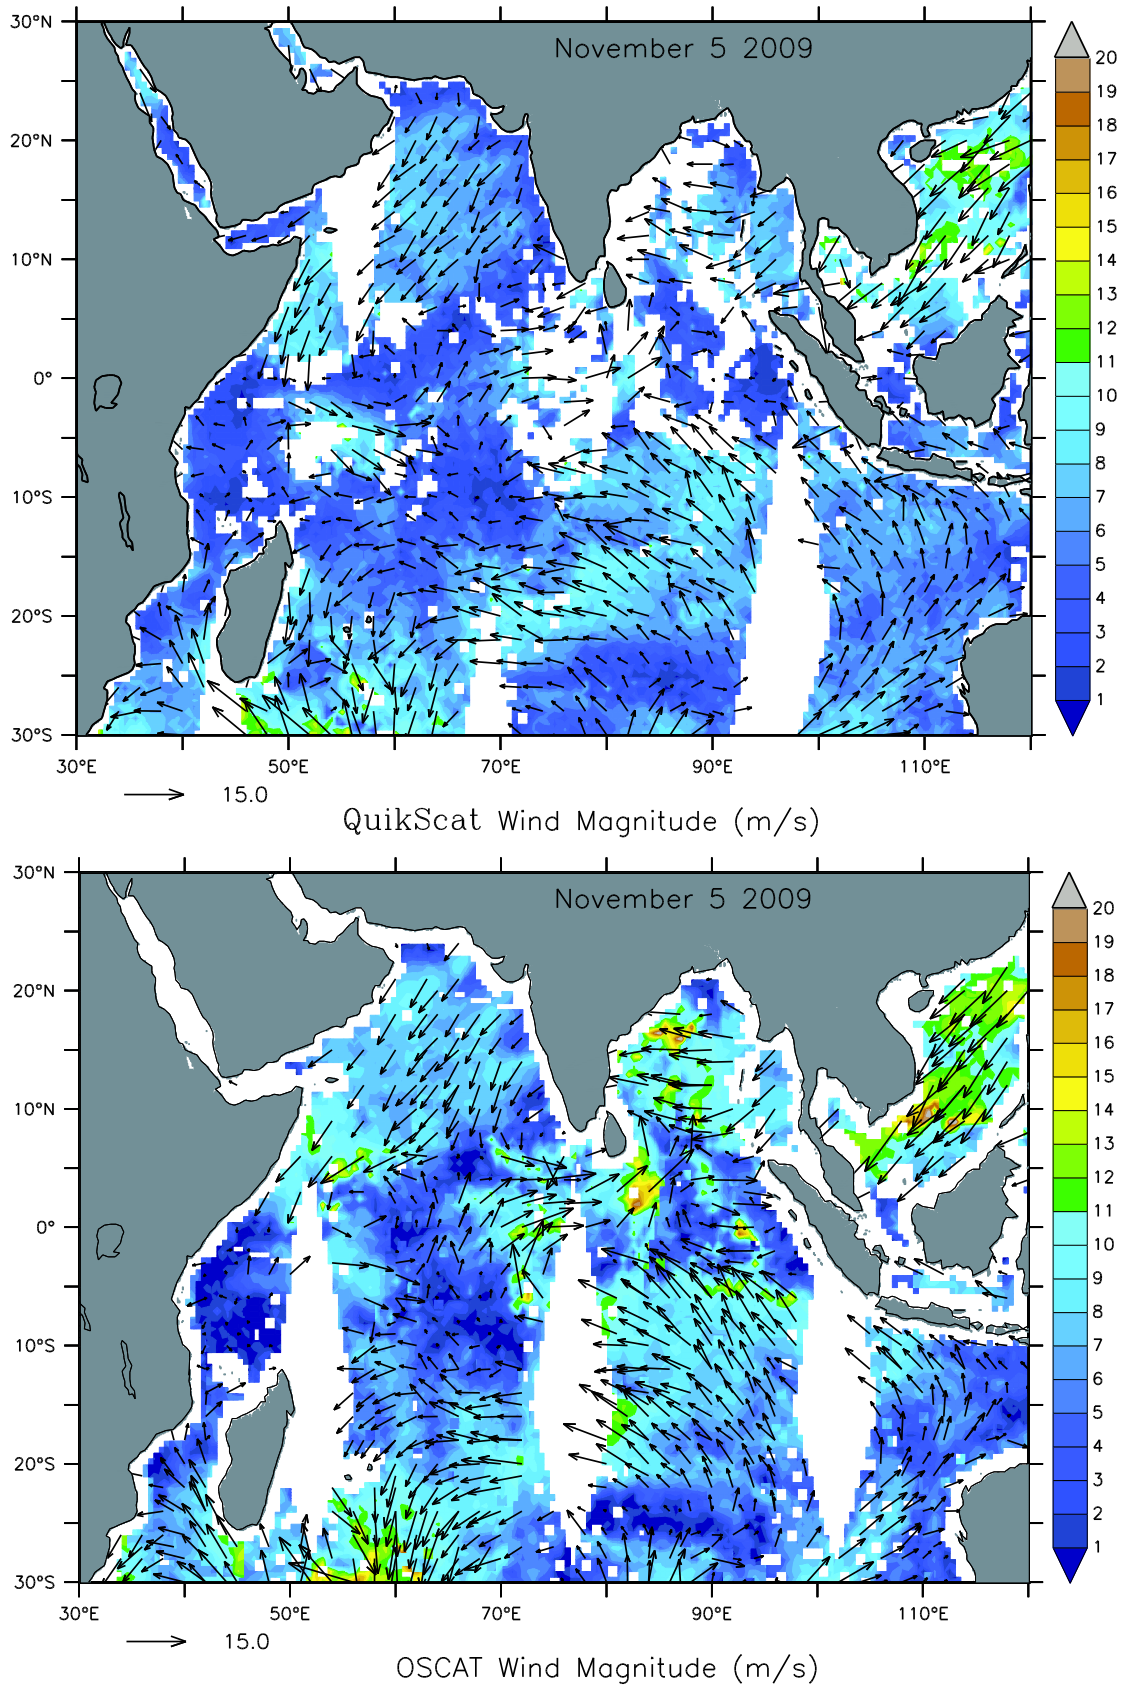 30°N
20°N
10°N
0°
10°S
20°S
30°S
November 5 2009
20
19
18
17
16
15
14
13
12
11
10
9
8
7
6
5
4
3
2
1
30°E 50°E 70°E 90°E 110°E
15.0
QuikScat Wind Magnitude (m/s)
30°N
20°N
10°N
0°
10°S
20°S
30°S
November 5 2009
20
19
18
17
16
15
14
13
12
11
10
9
8
7
6
5
4
3
2
1
30°E 50°E 70°E 90°E 110°E
15.0
OSCAT Wind Magnitude (m/s)